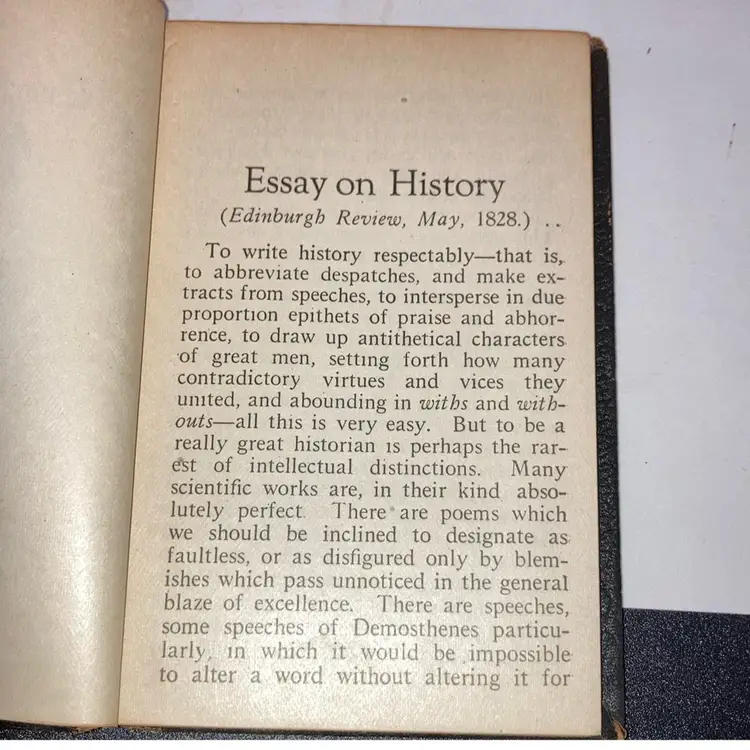 Essay on History
(Edinburgh Review, May, 1828.) ..
To write history respectably—that is,
to abbreviate despatches, and make ex-
tracts from speeches, to intersperse in due
proportion epithets of praise and abhor-
rence, to draw up antithetical characters
of great men, setting forth how many
contradictory virtues and vices they
united, and abounding in withs and with-
outs—all this is very easy. But to be a
really great historian is perhaps the rar-
est of intellectual distinctions. Many
scientific works are, in their kind abso-
lutely perfect. There are poems which
we should be inclined to designate as
faultless, or as disfigured only by blem-
ishes which pass unnoticed in the general
blaze of excellence. There are speeches,
some speeches of Demosthenes particu-
larly, in which it would be impossible
to alter a word without altering it for